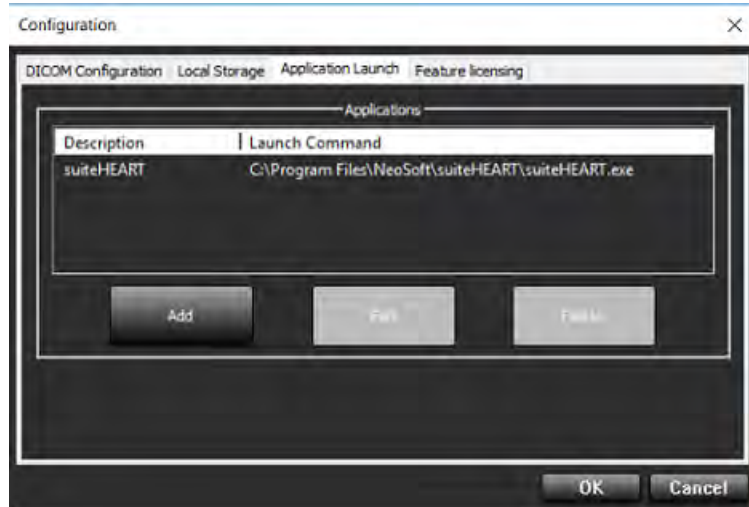 Configuration
DICOM Configuration Local Storage Application Launch Feature licensing
Applications
Description Launch Command
suiteHEART C:\Program Files\NeoSoft\suiteHEART\suiteHEART.exe
Add
OK Cancel